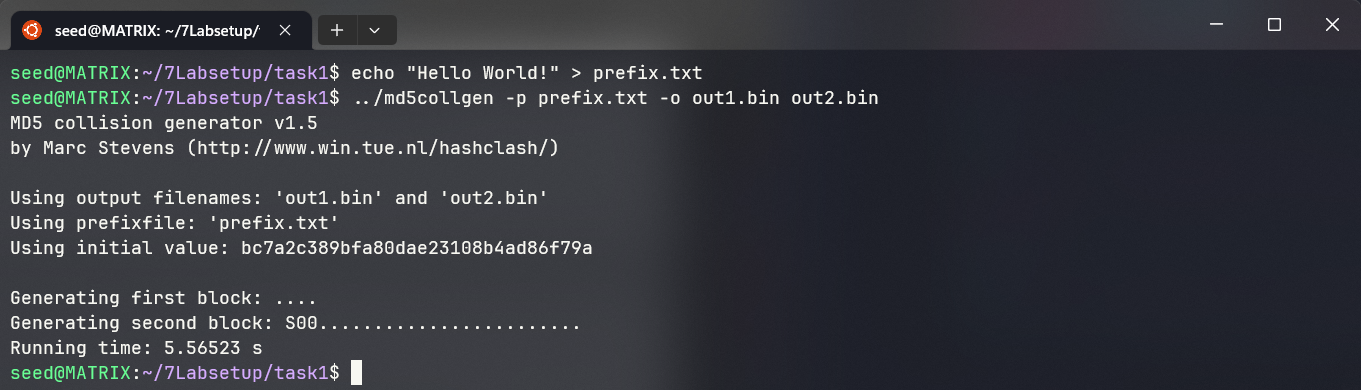 seed@MATRIX: ~/7Labsetup/
seed@MATRIX:~/7Labsetup/task1$ echo "Hello World!" > prefix.txt
seed@MATRIX:~/7Labsetup/task1$ ../md5collgen -p prefix.txt -o out1.bin out2.bin
MD5 collision generator v1.5
by Marc Stevens (http://www.win.tue.nl/hashclash/)
Using output filenames: 'out1.bin' and 'out2.bin'
Using prefixfile: 'prefix.txt'
Using initial value: bc7a2c389bfa80dae23108b4ad86f79a
Generating first block: ....
Generating second block: S00........................
Running time: 5.56523 s
seed@MATRIX:~/7Labsetup/task1$